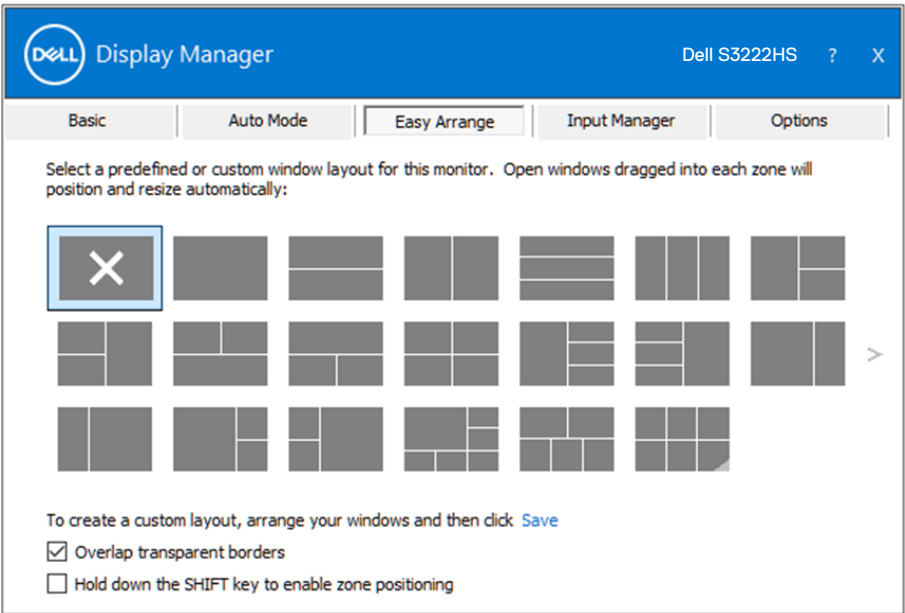 DELL Display Manager Dell S3222HS ? X
Basic Auto Mode Easy Arrange Input Manager Options
Select a predefined or custom window layout for this monitor. Open windows dragged into each zone will
position and resize automatically:
>
To create a custom layout, arrange your windows and then click Save
Overlap transparent borders
Hold down the SHIFT key to enable zone positioning